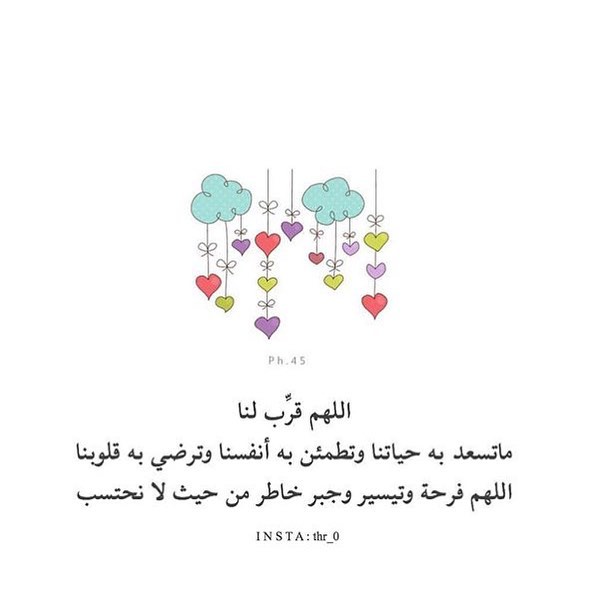 Ph.45
اللهم قرِّب لنا
ماتسعد به حياتنا وتطمئن به أنفسنا وترضي به قلوبنا
اللهم فرحة وتيسير وجبر خاطر من حيث لا نحتسب
INSTA: thr_0